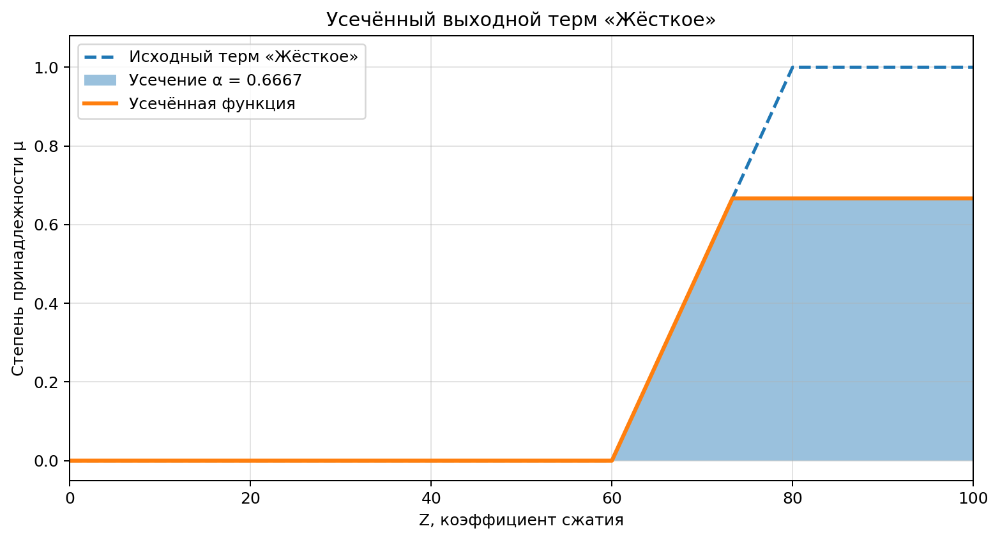 Усечённый выходной терм «Жёсткое»
Исходный терм «Жёсткое»
Усечение α = 0.6667
Усечённая функция
Степень принадлежности μ
1.0
0.8
0.6
0.4
0.2
0.0
0 20 40 60 80 100
Z, коэффициент сжатия